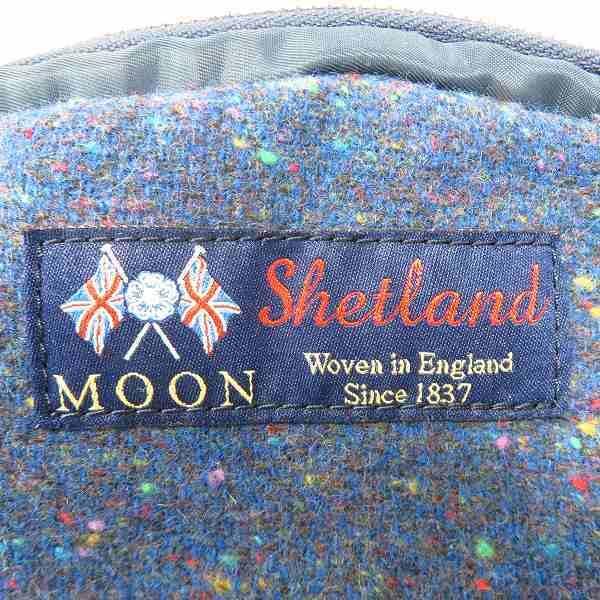 Shetland
MOON
Woven in England
Since 1837